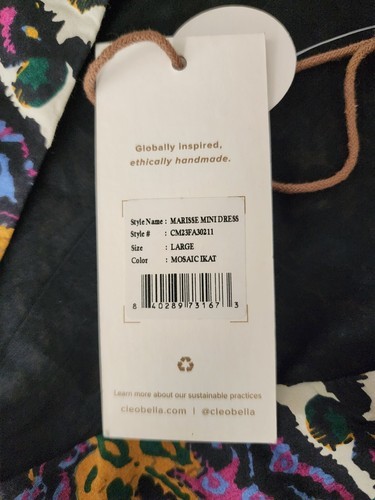 Globally inspired,
ethically handmade.
Style Name : MARISSE MINI DRESS
Style # : CM23FA30211
Size : LARGE
Color : MOSAIC IKAT
8 40289 73167 3
Learn more about our sustainable practices
cleobella.com | @cleobella